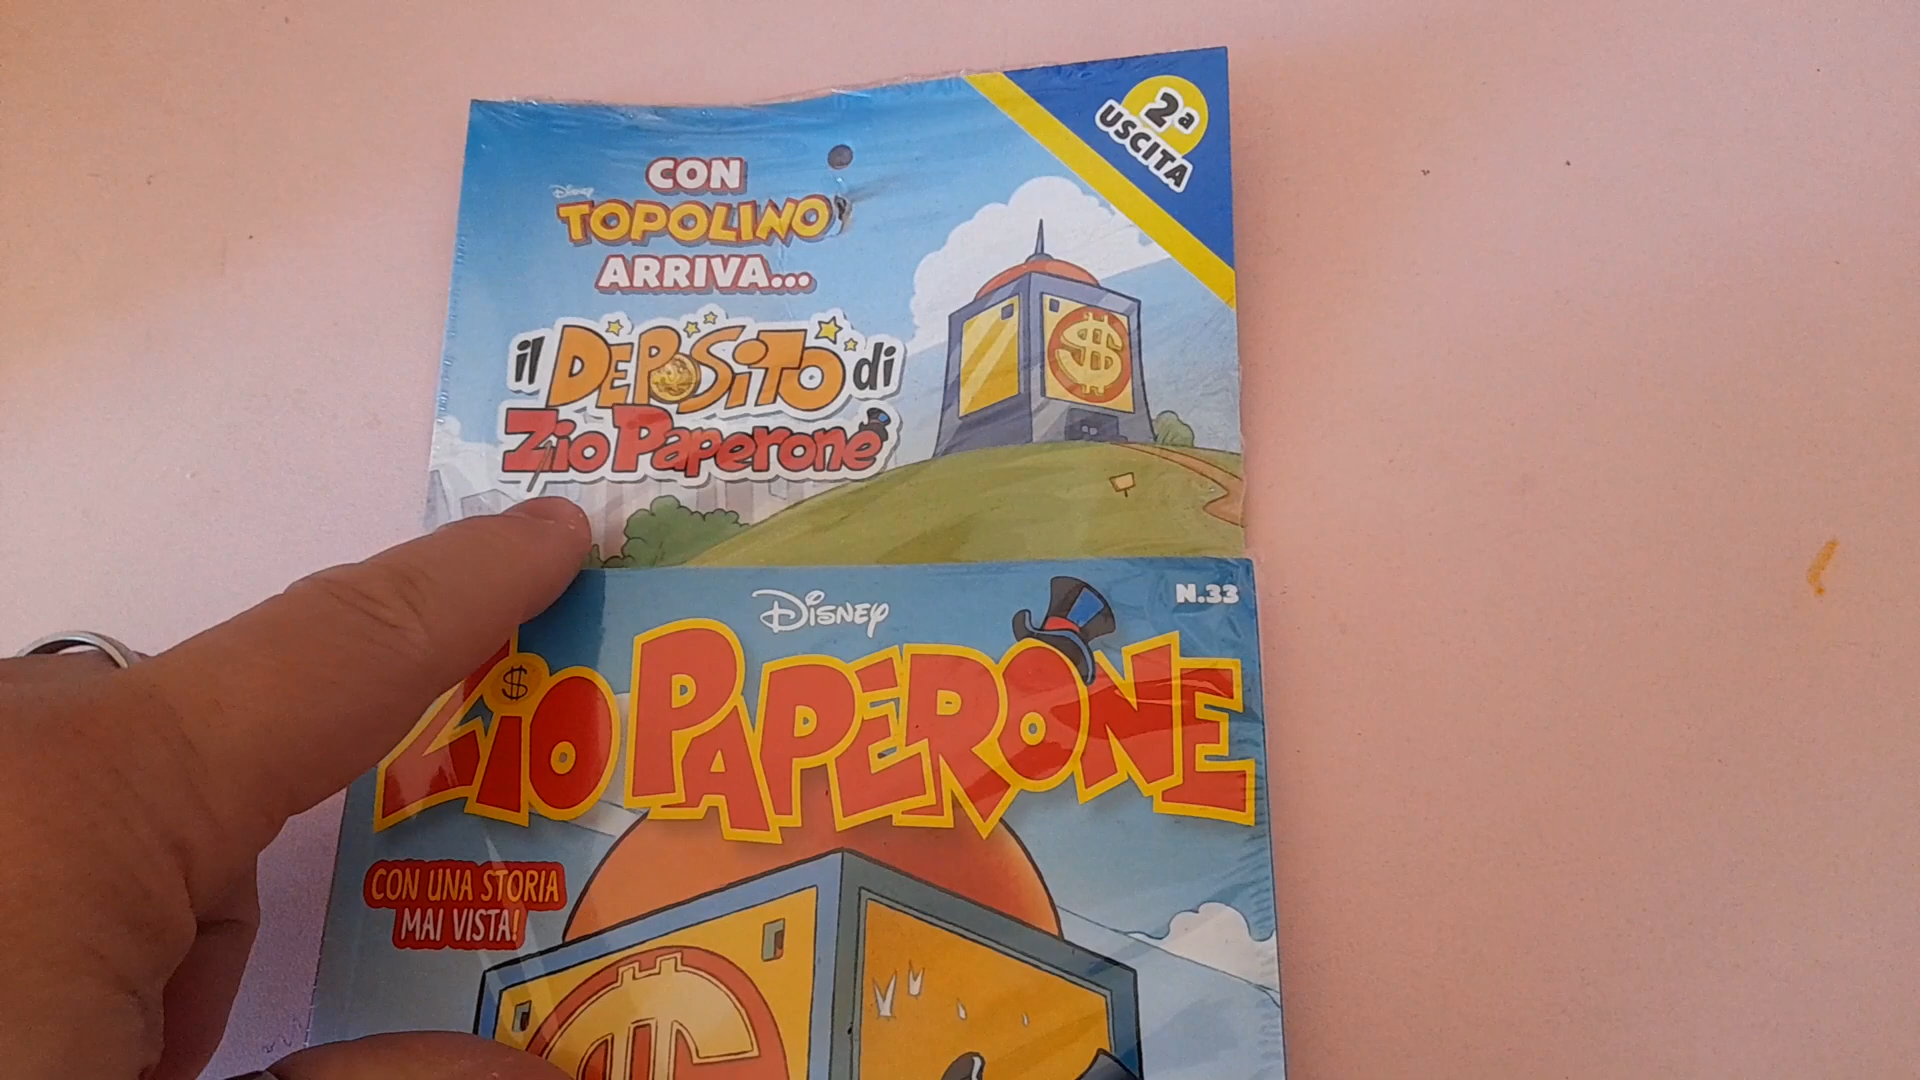 2ª
USCITA
CON
Disney
TOPOLINO
ARRIVA...
il DEPOSITO di
Zio Paperone
Disney
N.33
Zio PAPERONE
CON UNA STORIA
MAI VISTA!